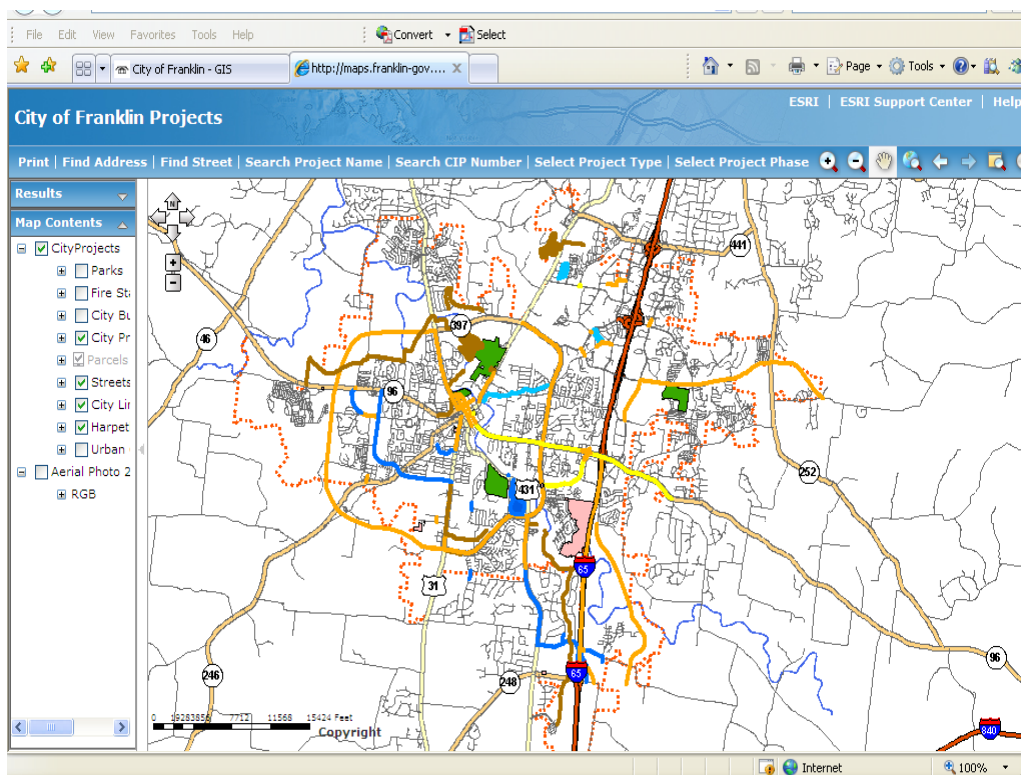 File Edit View Favorites Tools Help Convert Select
City of Franklin - GIS http://maps.franklin-gov.... X Page Tools
ESRI | ESRI Support Center | Help
City of Franklin Projects
Print | Find Address | Find Street | Search Project Name | Search CIP Number | Select Project Type | Select Project Phase
Results
Map Contents
N
CityProjects
Parks
Fire St
City Bu
City Pr
Parcels
Streets
City Lir
Harpet
Urban
Aerial Photo 2
RGB
441
397
46
96
252
431
65
31
96
65
246
248
840
7712 11568 15424 Feet
Copyright
Internet 100%